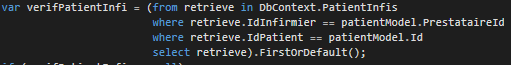 var verifPatientInfi = (from retrieve in DbContext.PatientInfis
where retrieve.IdInfirmier == patientModel.PrestataireId
where retrieve.IdPatient == patientModel.Id
select retrieve).FirstOrDefault();